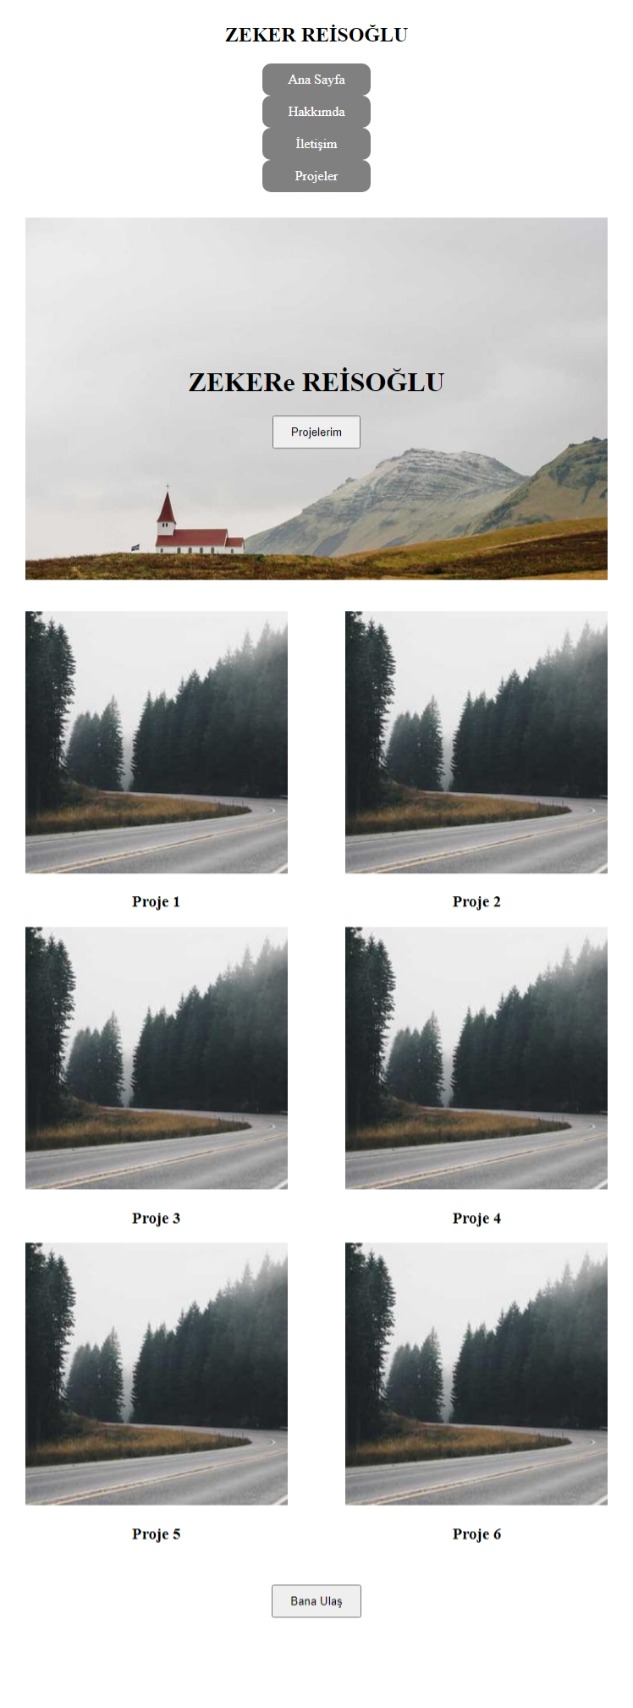 ZEKER REİSOĞLU
Ana Sayfa
Hakkımda
İletişim
Projeler
ZEKERe REİSOĞLU
Projelerim
Proje 1
Proje 2
Proje 3
Proje 4
Proje 5
Proje 6
Bana Ulaş